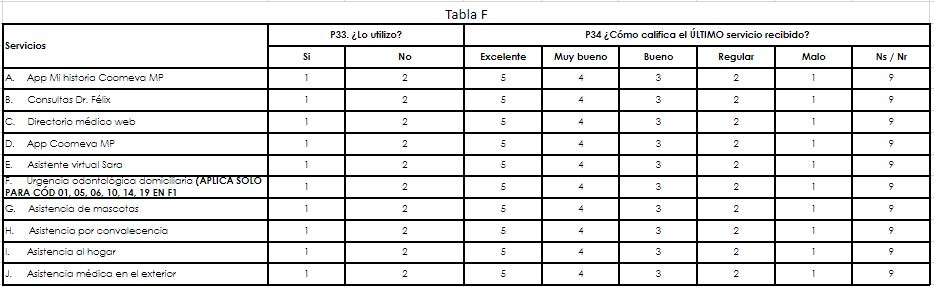 Tabla F
Servicios P33. ¿Lo utilizo? P34 ¿Cómo califica el ÚLTIMO servicio recibido?
Si No Excelente Muy bueno Bueno Regular Malo Ns / Nr
A. App Mi historia Coomeva MP 1 2 5 4 3 2 1 9
B. Consultas Dr. Félix 1 2 5 4 3 2 1 9
C. Directorio médico web 1 2 5 4 3 2 1 9
D. App Coomeva MP 1 2 5 4 3 2 1 9
E. Asistente virtual Sara 1 2 5 4 3 2 1 9
F. Urgencia odontológica domiciliaria (APLICA SOLO
PARA CÓD 01, 05, 06, 10, 14, 19 EN F1 1 2 5 4 3 2 1 9
G. Asistencia de mascotas 1 2 5 4 3 2 1 9
H. Asistencia por convalecencia 1 2 5 4 3 2 1 9
I. Asistencia al hogar 1 2 5 4 3 2 1 9
J. Asistencia médica en el exterior 1 2 5 4 3 2 1 9